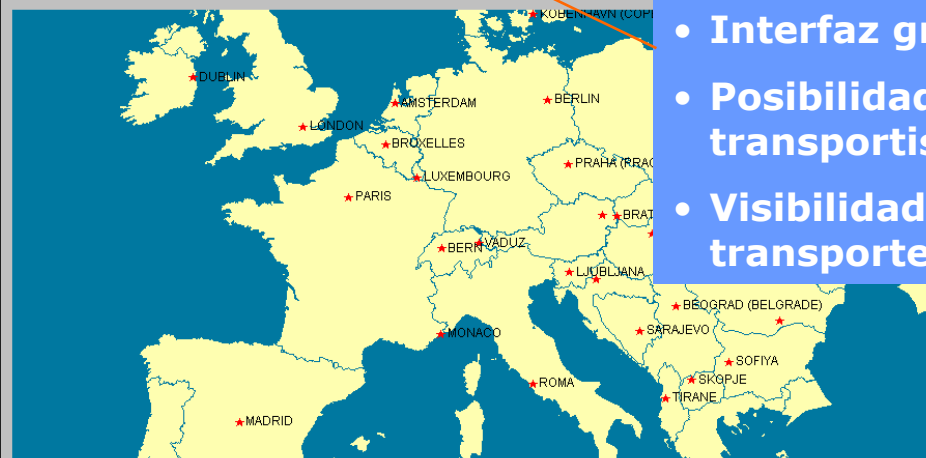 KOBENHAVN (COP
• Interfaz gr
DUBLIN
• Posibilidad
AMSTERDAM
BERLIN
LONDON
transportis
BRUXELLES
PRAHA (PRAG
LUXEMBOURG
PARIS
• Visibilidad
BRAT
BERN
VADUZ
transporte
LJUBLJANA
BEOGRAD (BELGRADE)
MONACO
SARAJEVO
SOFIYA
ROMA
SKOPJE
TIRANE
MADRID